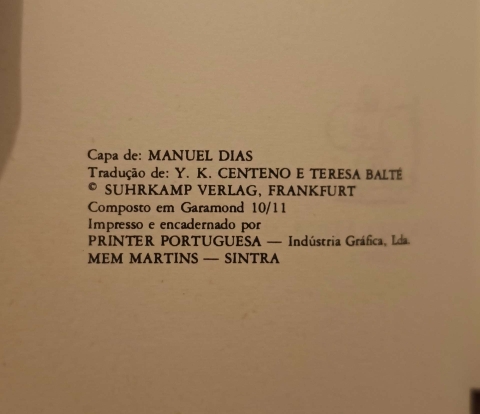 Capa de: MANUEL DIAS
Tradução de: Y. K. CENTENO E TERESA BALTÉ
© SUHRKAMP VERLAG, FRANKFURT
Composto em Garamond 10/11
Impresso e encadernado por
PRINTER PORTUGUESA — Indústria Gráfica, Lda.
MEM MARTINS — SINTRA